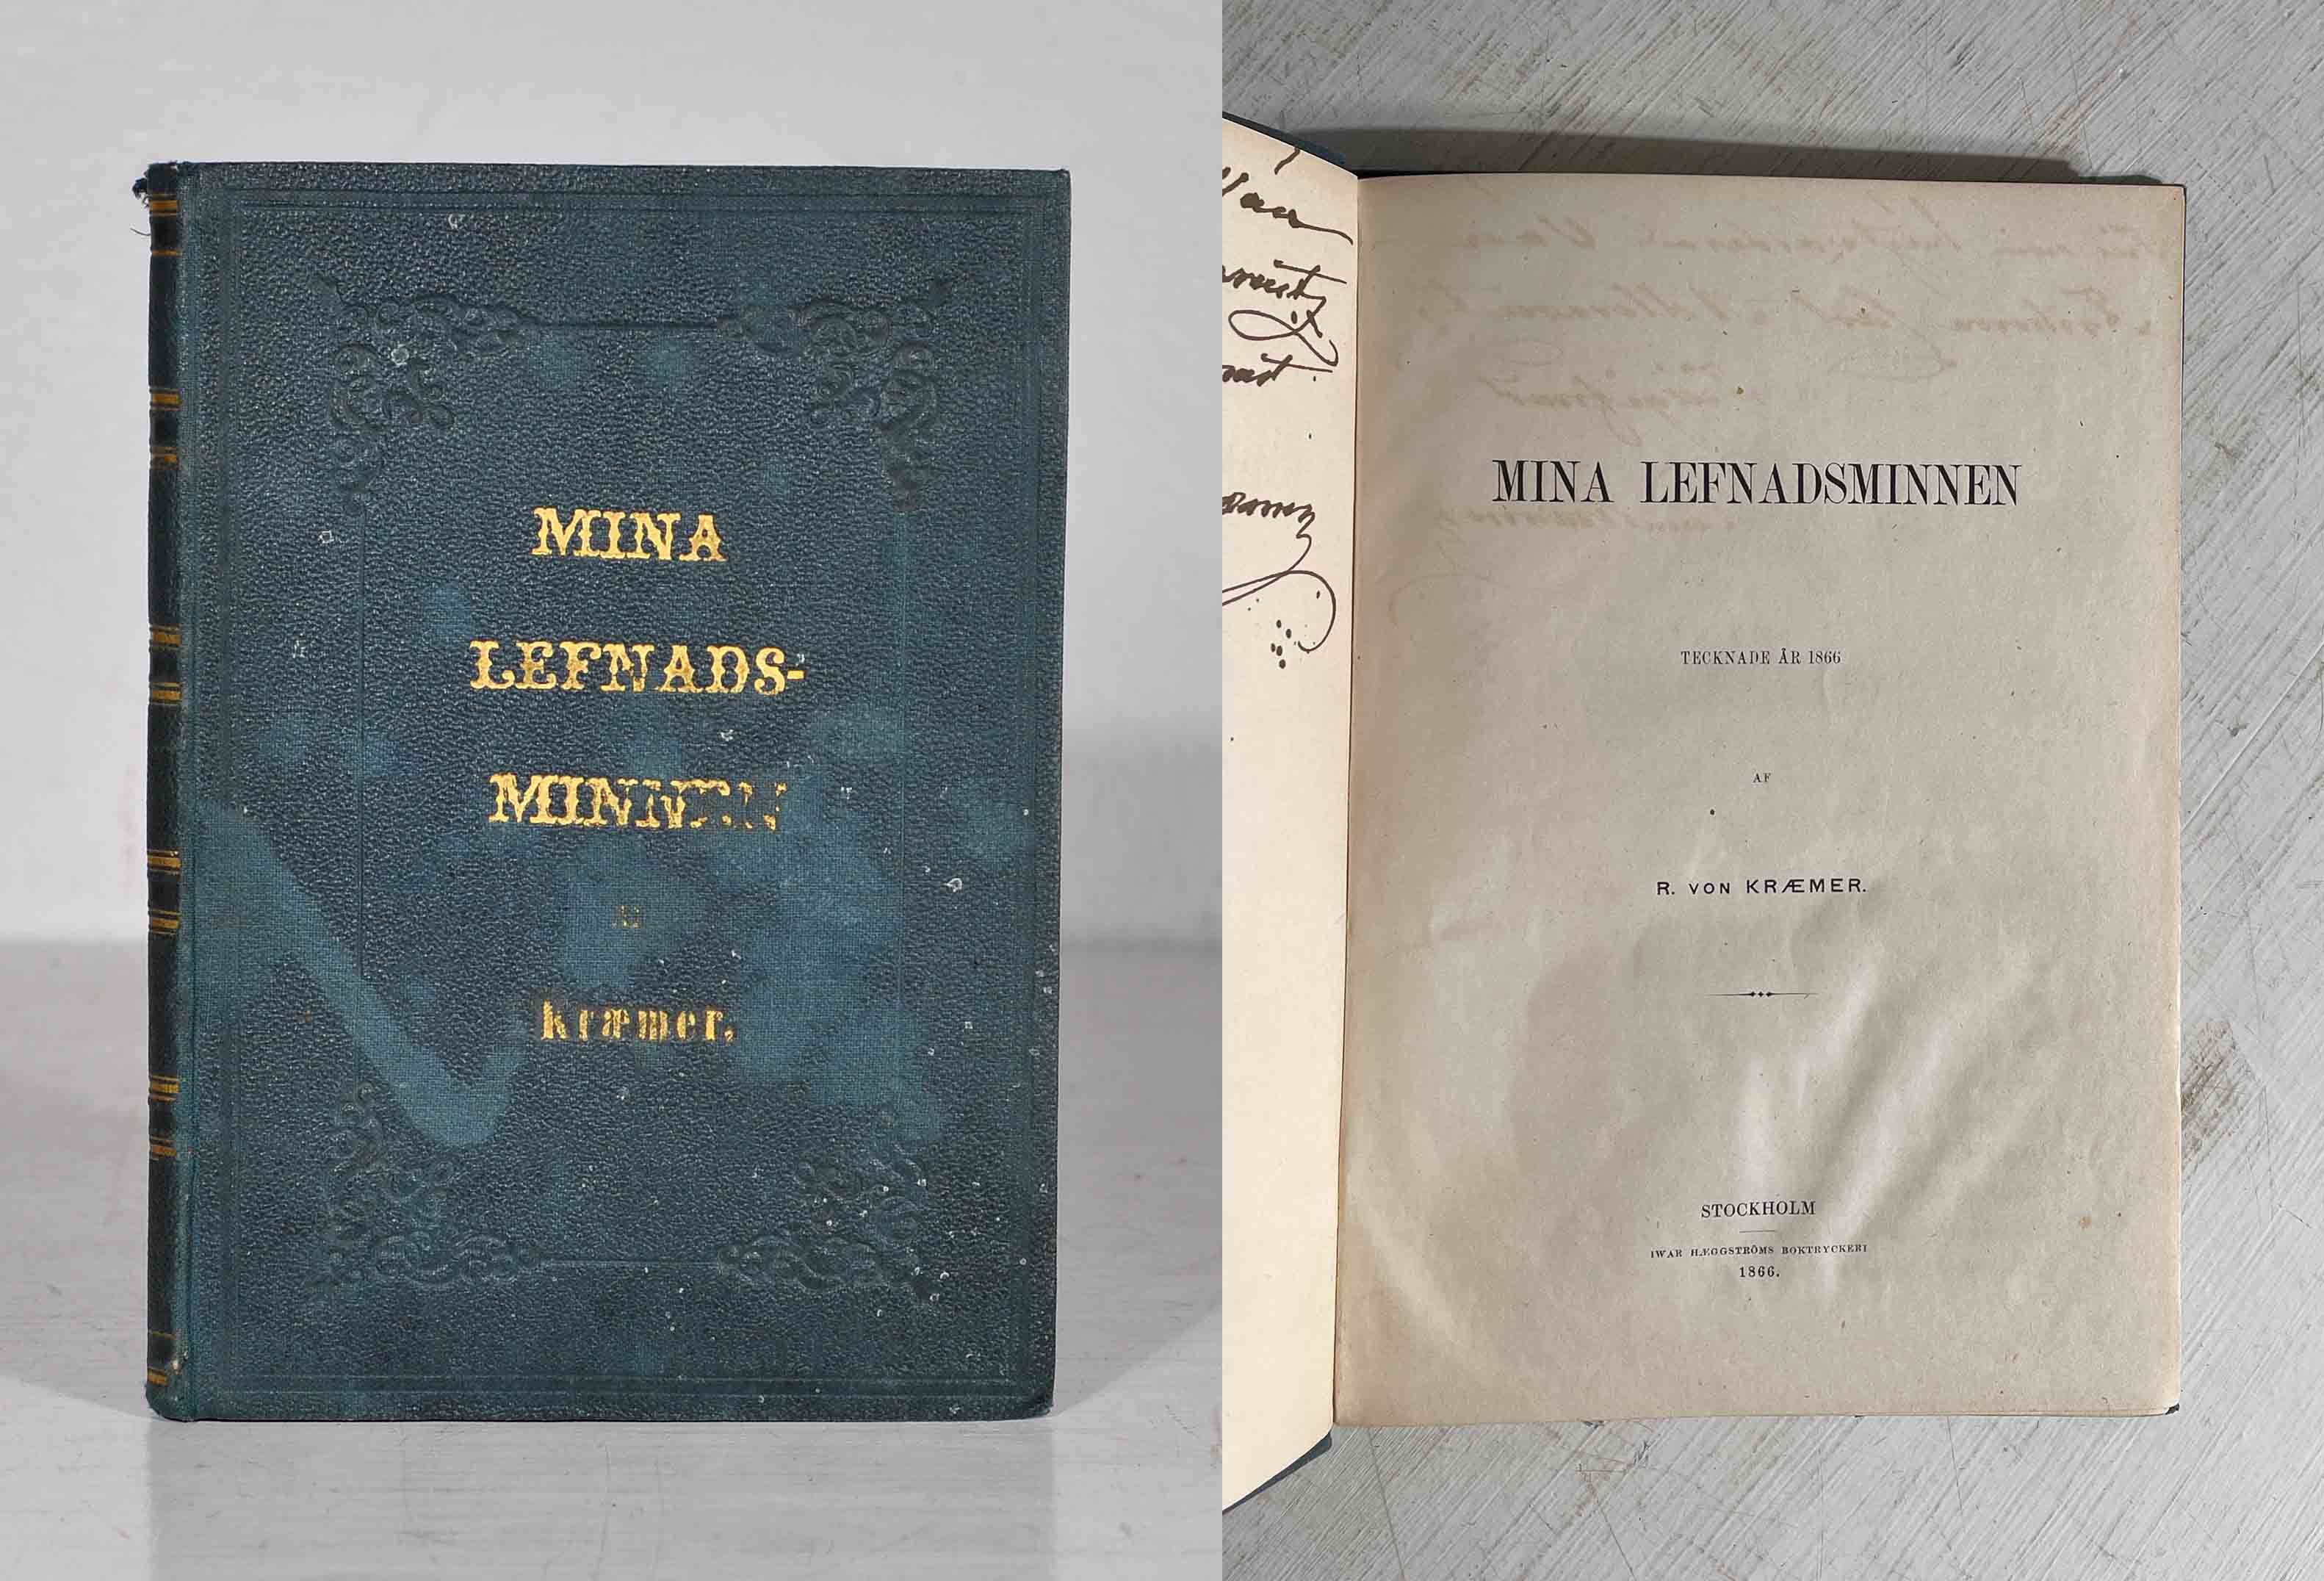 MINA
LEFNADS-
MINNEN
Kræmer.
MINA LEFNADSMINNEN
TECKNADE ÅR 1866
AF
R. VON KRÆMER.
STOCKHOLM
IWAR HÆGGSTRÖMS BOKTRYCKERI
1866.